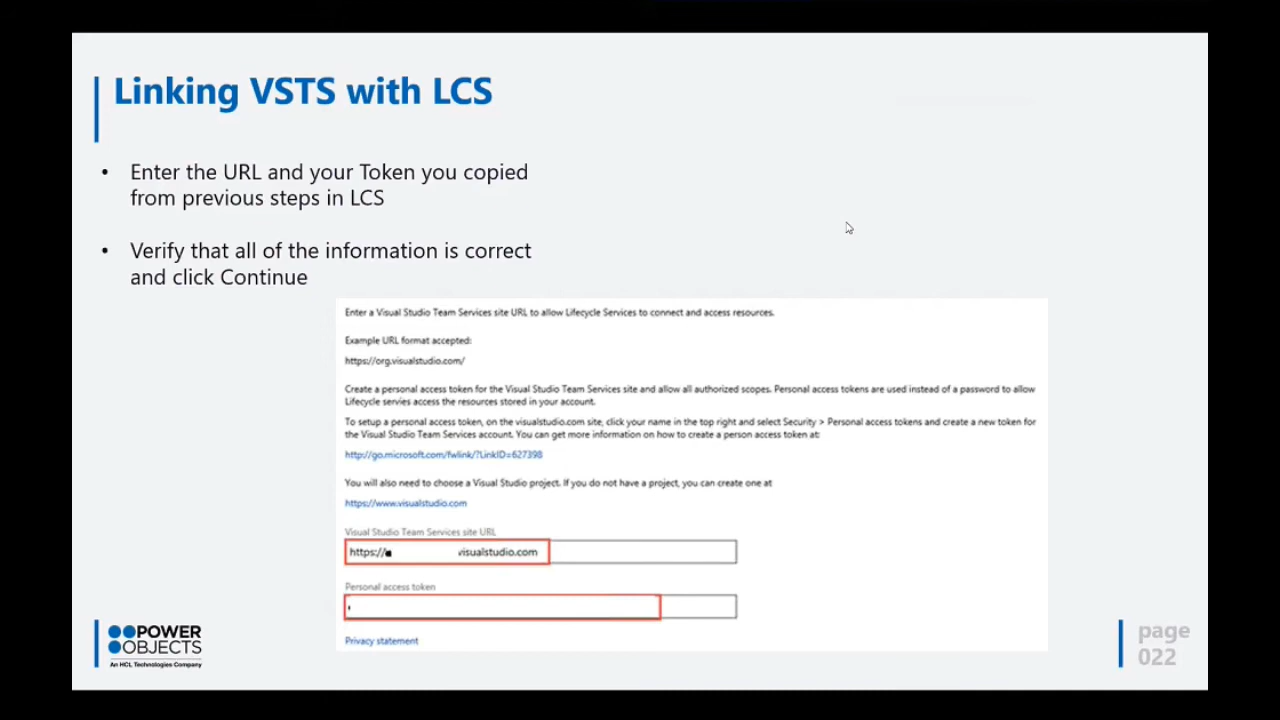 Linking VSTS with LCS
• Enter the URL and your Token you copied
from previous steps in LCS
• Verify that all of the information is correct
and click Continue
Enter a Visual Studio Team Services site URL to allow Lifecycle Services to connect and access resources.
Example URL format accepted:
https://org.visualstudio.com/
Create a personal access token for the Visual Studio Team Services site and allow all authorized scopes. Personal access tokens are used instead of a password to allow
Lifecycle servies access the resources stored in your account.
To setup a personal access token, on the visualstudio.com site, click your name in the top right and select Security > Personal access tokens and create a new token for
the Visual Studio Team Services account. You can get more information on how to create a person access token at:
http://go.microsoft.com/fwlink/?LinkID=627398
You will also need to choose a Visual Studio project. If you do not have a project, you can create one at
https://www.visualstudio.com
Visual Studio Team Services site URL
https:// visualstudio.com
Personal access token
Privacy statement
POWER
OBJECTS
An HCL Technologies Company
page
022